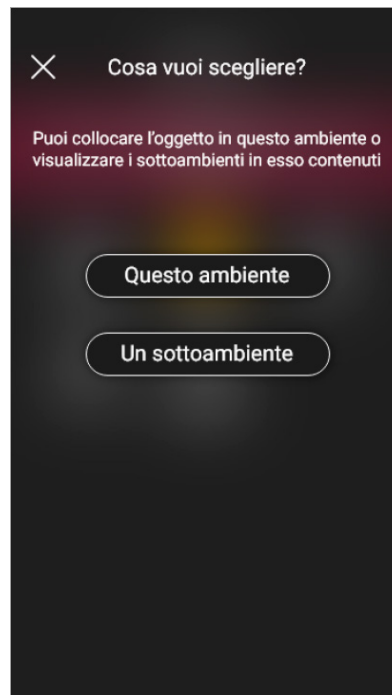 Cosa vuoi scegliere?
Puoi collocare l'oggetto in questo ambiente o
visualizzare i sottoambienti in esso contenuti
Questo ambiente
Un sottoambiente